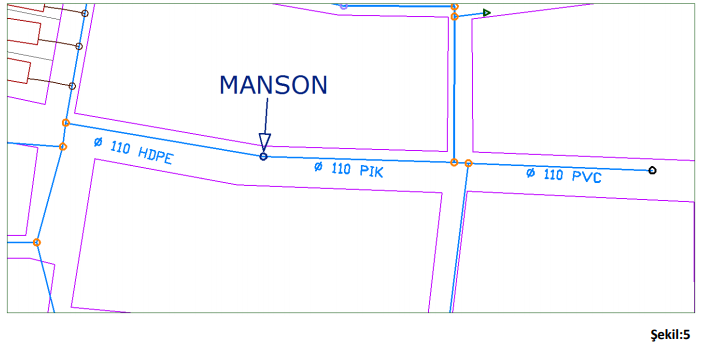 MANSON
Ø 110 HDPE
Ø 110 PIK
Ø 110 PVC
Şekil:5